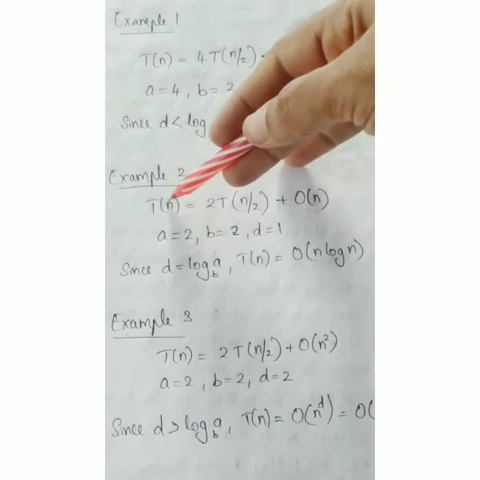 Example 1
T(n) = 4T(n/2)
a=4, b=2
Since d < log
Example 2
T(n) = 2T(n/2) + O(n)
a=2, b=2, d=1
Since d = log_b a, T(n) = O(n log n)
Example 3
T(n) = 2T(n/2) + O(n²)
a=2, b=2, d=2
Since d > log_b a, T(n) = O(n^d) = O(